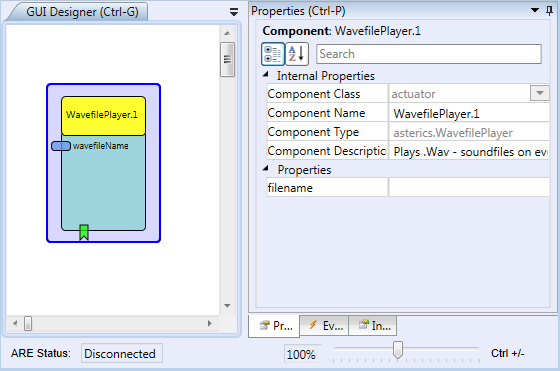 GUI Designer (Ctrl-G)
WavefilePlayer.1
wavefileName
Properties (Ctrl-P)
Component: WavefilePlayer.1
A Z
Search
Internal Properties
Component Class actuator
Component Name WavefilePlayer.1
Component Type asterics.WavefilePlayer
Component Descriptio Plays .Wav - soundfiles on eve
Properties
filename
Pr... Ev... In...
ARE Status: Disconnected 100% Ctrl +/-